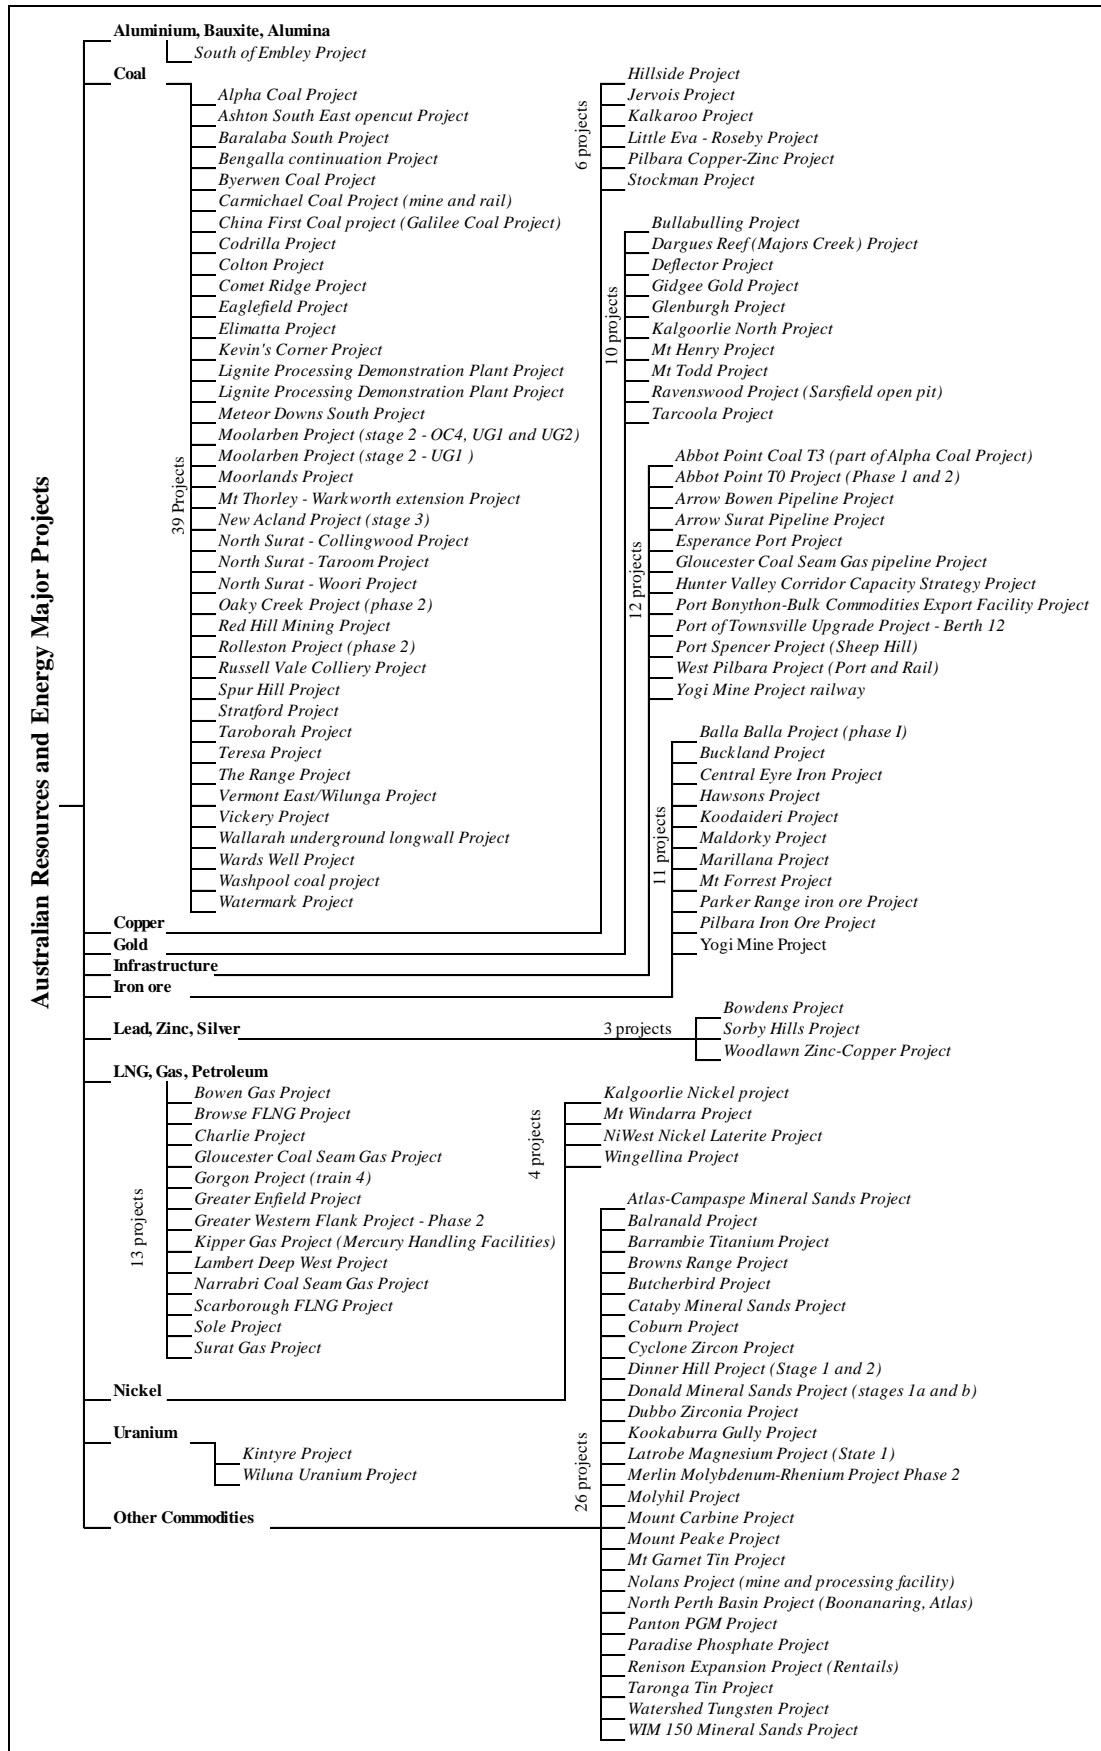 Australian Resources and Energy Major Projects
Aluminium, Bauxite, Alumina
South of Embley Project
Coal
39 Projects
Alpha Coal Project
Ashton South East opencut Project
Baralaba South Project
Bengalla continuation Project
Byerwen Coal Project
Carmichael Coal Project (mine and rail)
China First Coal project (Galilee Coal Project)
Codrilla Project
Colton Project
Comet Ridge Project
Eaglefield Project
Elimatta Project
Kevin's Corner Project
Lignite Processing Demonstration Plant Project
Lignite Processing Demonstration Plant Project
Meteor Downs South Project
Moolarben Project (stage 2 - OC4, UG1 and UG2)
Moolarben Project (stage 2 - UG1 )
Moorlands Project
Mt Thorley - Warkworth extension Project
New Acland Project (stage 3)
North Surat - Collingwood Project
North Surat - Taroom Project
North Surat - Woori Project
Oaky Creek Project (phase 2)
Red Hill Mining Project
Rolleston Project (phase 2)
Russell Vale Colliery Project
Spur Hill Project
Stratford Project
Taroborah Project
Teresa Project
The Range Project
Vermont East/Wilunga Project
Vickery Project
Wallarah underground longwall Project
Wards Well Project
Washpool coal project
Watermark Project
Copper
6 projects
Hillside Project
Jervois Project
Kalkaroo Project
Little Eva - Roseby Project
Pilbara Copper-Zinc Project
Stockman Project
Gold
10 projects
Bullabulling Project
Dargues Reef (Majors Creek) Project
Deflector Project
Gidgee Gold Project
Glenburgh Project
Kalgoorlie North Project
Mt Henry Project
Mt Todd Project
Ravenswood Project (Sarsfield open pit)
Tarcoola Project
Infrastructure
12 projects
Abbot Point Coal T3 (part of Alpha Coal Project)
Abbot Point T0 Project (Phase 1 and 2)
Arrow Bowen Pipeline Project
Arrow Surat Pipeline Project
Esperance Port Project
Gloucester Coal Seam Gas pipeline Project
Hunter Valley Corridor Capacity Strategy Project
Port Bonython-Bulk Commodities Export Facility Project
Port of Townsville Upgrade Project - Berth 12
Port Spencer Project (Sheep Hill)
West Pilbara Project (Port and Rail)
Yogi Mine Project railway
Iron ore
11 projects
Balla Balla Project (phase I)
Buckland Project
Central Eyre Iron Project
Hawsons Project
Koodaideri Project
Maldorky Project
Marillana Project
Mt Forrest Project
Parker Range iron ore Project
Pilbara Iron Ore Project
Yogi Mine Project
Lead, Zinc, Silver
3 projects
Bowdens Project
Sorby Hills Project
Woodlawn Zinc-Copper Project
LNG, Gas, Petroleum
13 projects
Bowen Gas Project
Browse FLNG Project
Charlie Project
Gloucester Coal Seam Gas Project
Gorgon Project (train 4)
Greater Enfield Project
Greater Western Flank Project - Phase 2
Kipper Gas Project (Mercury Handling Facilities)
Lambert Deep West Project
Narrabri Coal Seam Gas Project
Scarborough FLNG Project
Sole Project
Surat Gas Project
Nickel
4 projects
Kalgoorlie Nickel project
Mt Windarra Project
NiWest Nickel Laterite Project
Wingellina Project
Uranium
Kintyre Project
Wiluna Uranium Project
Other Commodities
26 projects
Atlas-Campaspe Mineral Sands Project
Balranald Project
Barrambie Titanium Project
Browns Range Project
Butcherbird Project
Cataby Mineral Sands Project
Coburn Project
Cyclone Zircon Project
Dinner Hill Project (Stage 1 and 2)
Donald Mineral Sands Project (stages 1a and b)
Dubbo Zirconia Project
Kookaburra Gully Project
Latrobe Magnesium Project (State 1)
Merlin Molybdenum-Rhenium Project Phase 2
Molyhil Project
Mount Carbine Project
Mount Peake Project
Mt Garnet Tin Project
Nolans Project (mine and processing facility)
North Perth Basin Project (Boonanaring, Atlas)
Panton PGM Project
Paradise Phosphate Project
Renison Expansion Project (Rentails)
Taronga Tin Project
Watershed Tungsten Project
WIM 150 Mineral Sands Project